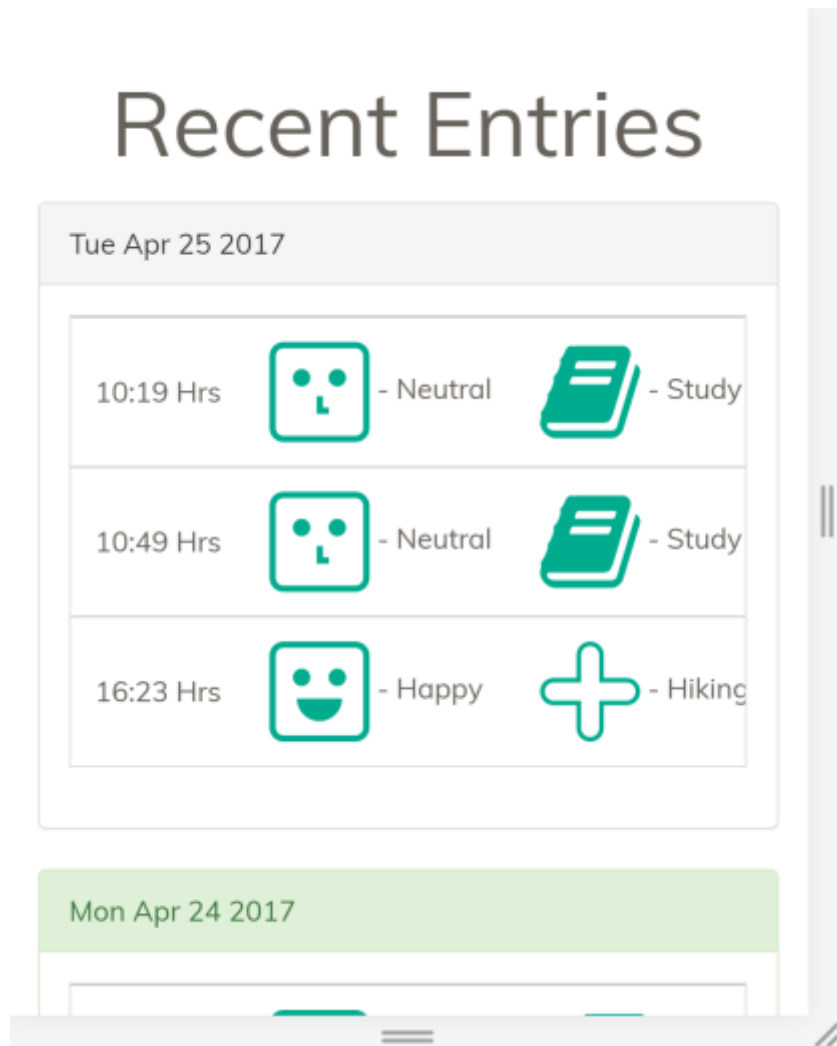 Recent Entries
Tue Apr 25 2017
10:19 Hrs - Neutral - Study
10:49 Hrs - Neutral - Study
16:23 Hrs - Happy - Hiking
Mon Apr 24 2017